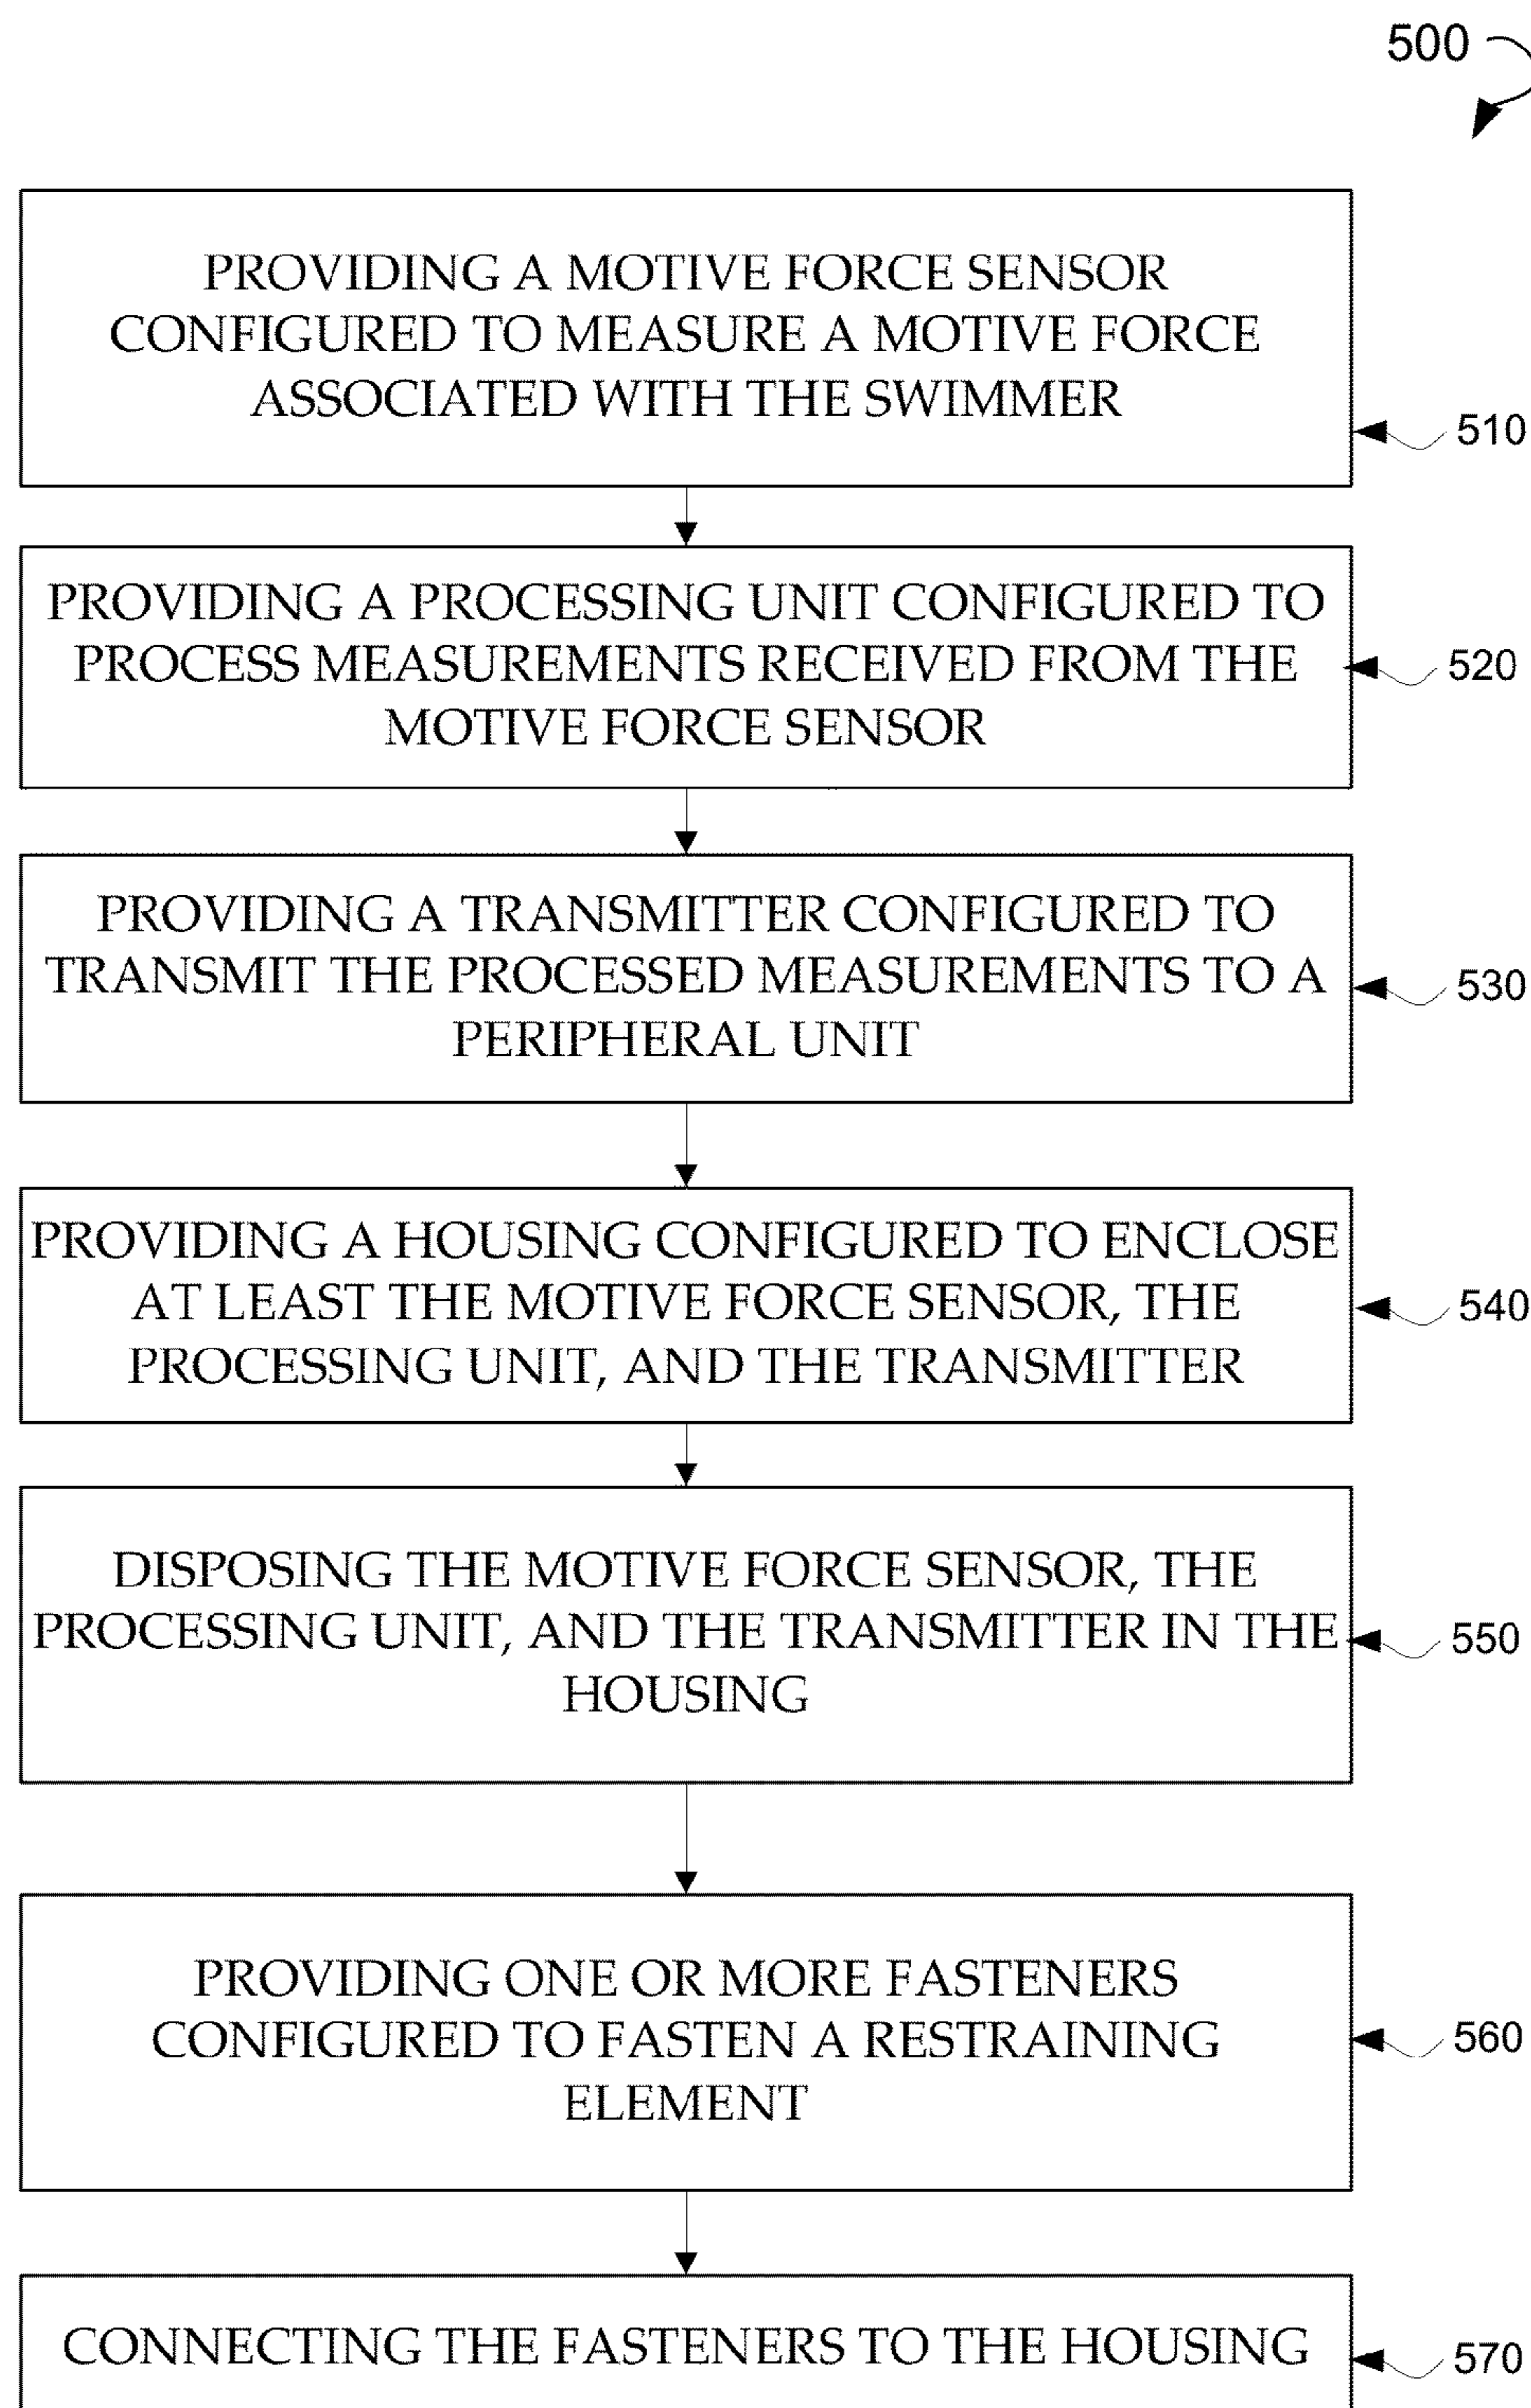 500
PROVIDING A MOTIVE FORCE SENSOR
CONFIGURED TO MEASURE A MOTIVE FORCE
ASSOCIATED WITH THE SWIMMER
510
PROVIDING A PROCESSING UNIT CONFIGURED TO
PROCESS MEASUREMENTS RECEIVED FROM THE
MOTIVE FORCE SENSOR
520
PROVIDING A TRANSMITTER CONFIGURED TO
TRANSMIT THE PROCESSED MEASUREMENTS TO A
PERIPHERAL UNIT
530
PROVIDING A HOUSING CONFIGURED TO ENCLOSE
AT LEAST THE MOTIVE FORCE SENSOR, THE
PROCESSING UNIT, AND THE TRANSMITTER
540
DISPOSING THE MOTIVE FORCE SENSOR, THE
PROCESSING UNIT, AND THE TRANSMITTER IN THE
HOUSING
550
PROVIDING ONE OR MORE FASTENERS
CONFIGURED TO FASTEN A RESTRAINING
ELEMENT
560
CONNECTING THE FASTENERS TO THE HOUSING
570